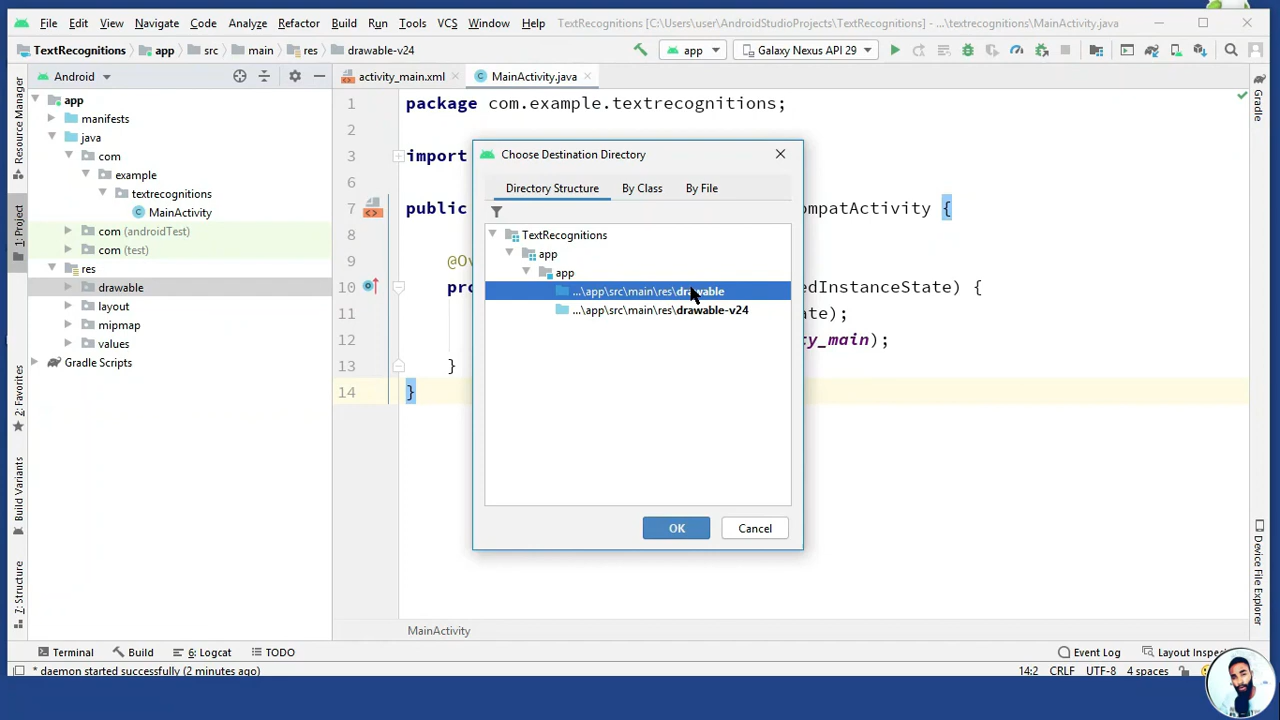 File Edit View Navigate Code Analyze Refactor Build Run Tools VCS Window Help TextRecognitions [C:\Users\user\AndroidStudioProjects\TextRecognitions] - ...\textrecognitions\MainActivity.java
TextRecognitions app src main res drawable-v24 app Galaxy Nexus API 29
Android activity_main.xml MainActivity.java
Resource Manager
1: Project
2: Favorites
Build Variants
7: Structure
app
manifests
java
com
example
textrecognitions
MainActivity
com (androidTest)
com (test)
res
drawable
layout
mipmap
values
Gradle Scripts
1 package com.example.textrecognitions;
2
3 import
6
7 public ompatActivity {
8
9 @Ov
10 pro edInstanceState) {
11 ate);
12 ty_main);
13 }
14 }
Choose Destination Directory
Directory Structure By Class By File
TextRecognitions
app
app
...\app\src\main\res\drawable
...\app\src\main\res\drawable-v24
OK Cancel
Gradle
Device File Explorer
MainActivity
Terminal Build 6: Logcat TODO Event Log Layout Inspec
* daemon started successfully (2 minutes ago) 14:2 CRLF UTF-8 4 spaces